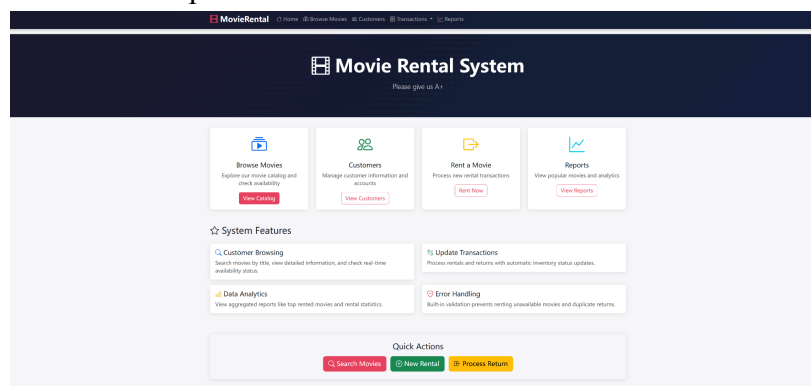 MovieRental Home Browse Movies Customers Transactions Reports
Movie Rental System
Please give us A+
Browse Movies
Explore our movie catalog and
check availability
View Catalog
Customers
Manage customer information and
accounts
View Customers
Rent a Movie
Process new rental transactions
Rent Now
Reports
View popular movies and analytics
View Reports
System Features
Customer Browsing
Search movies by title, view detailed information, and check real-time
availability status.
Update Transactions
Process rentals and returns with automatic inventory status updates.
Data Analytics
View aggregated reports like top rented movies and rental statistics.
Error Handling
Built-in validation prevents renting unavailable movies and duplicate returns.
Quick Actions
Search Movies New Rental Process Return